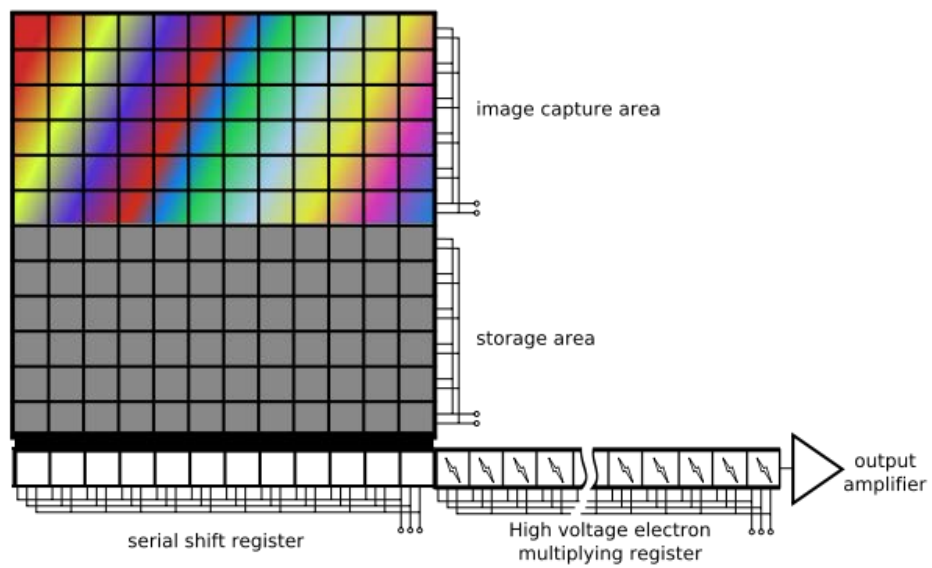 image capture area
storage area
output
amplifier
serial shift register
High voltage electron
multiplying register